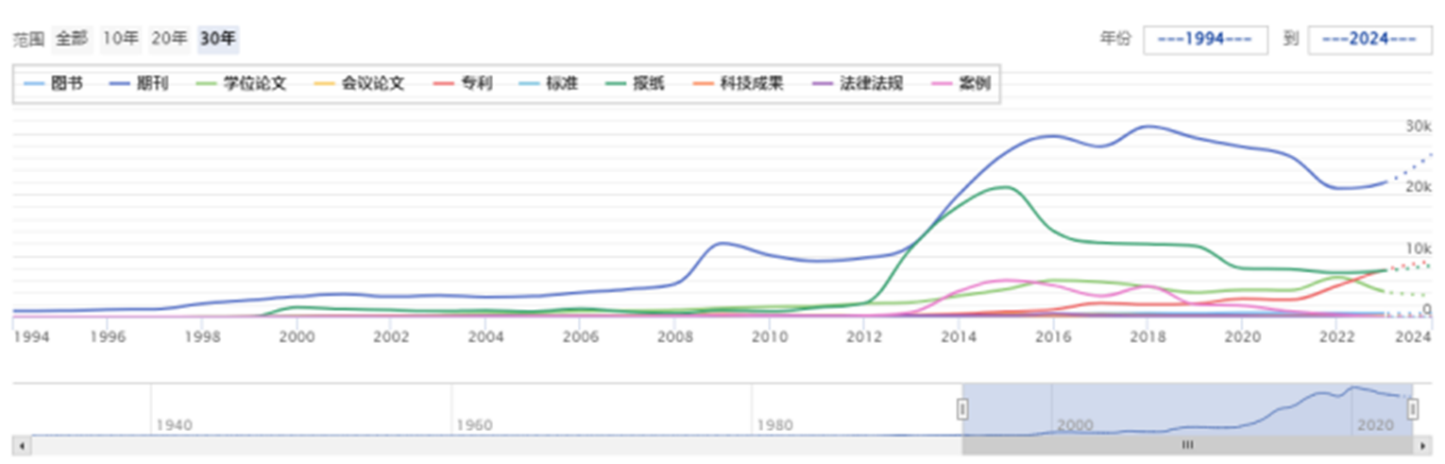 范围 全部 10年 20年 30年 年份 ---1994--- 到 ---2024---
图书 期刊 学位论文 会议论文 专利 标准 报纸 科技成果 法律法规 案例
30k
20k
10k
0
1994 1996 1998 2000 2002 2004 2006 2008 2010 2012 2014 2016 2018 2020 2022 2024
1940 1960 1980 2000 2020